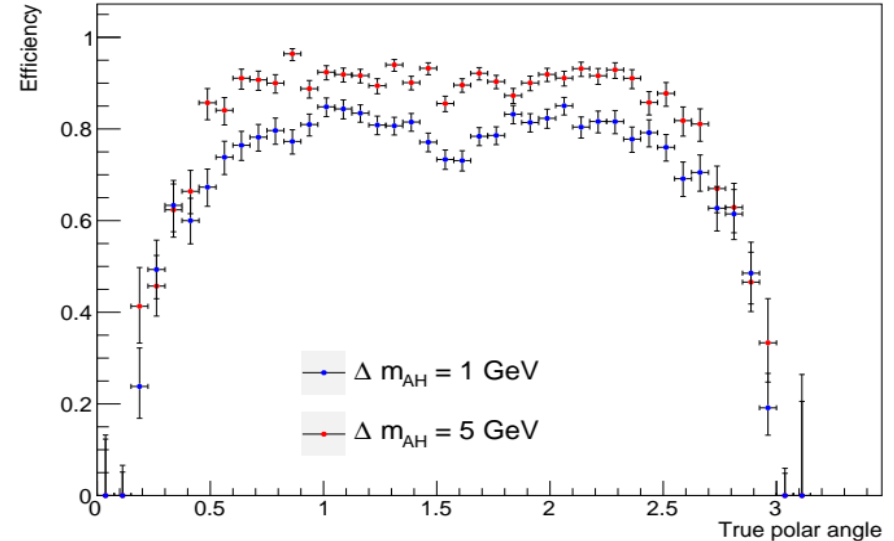 Efficiency
1
0.8
0.6
0.4
0.2
0
Δ m_AH = 1 GeV
Δ m_AH = 5 GeV
0 0.5 1 1.5 2 2.5 3
True polar angle